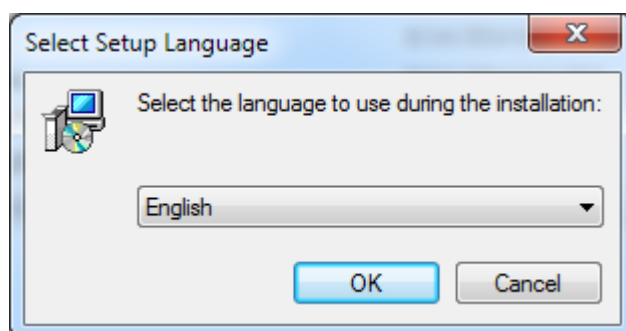 Select Setup Language
Select the language to use during the installation:
English
OK
Cancel